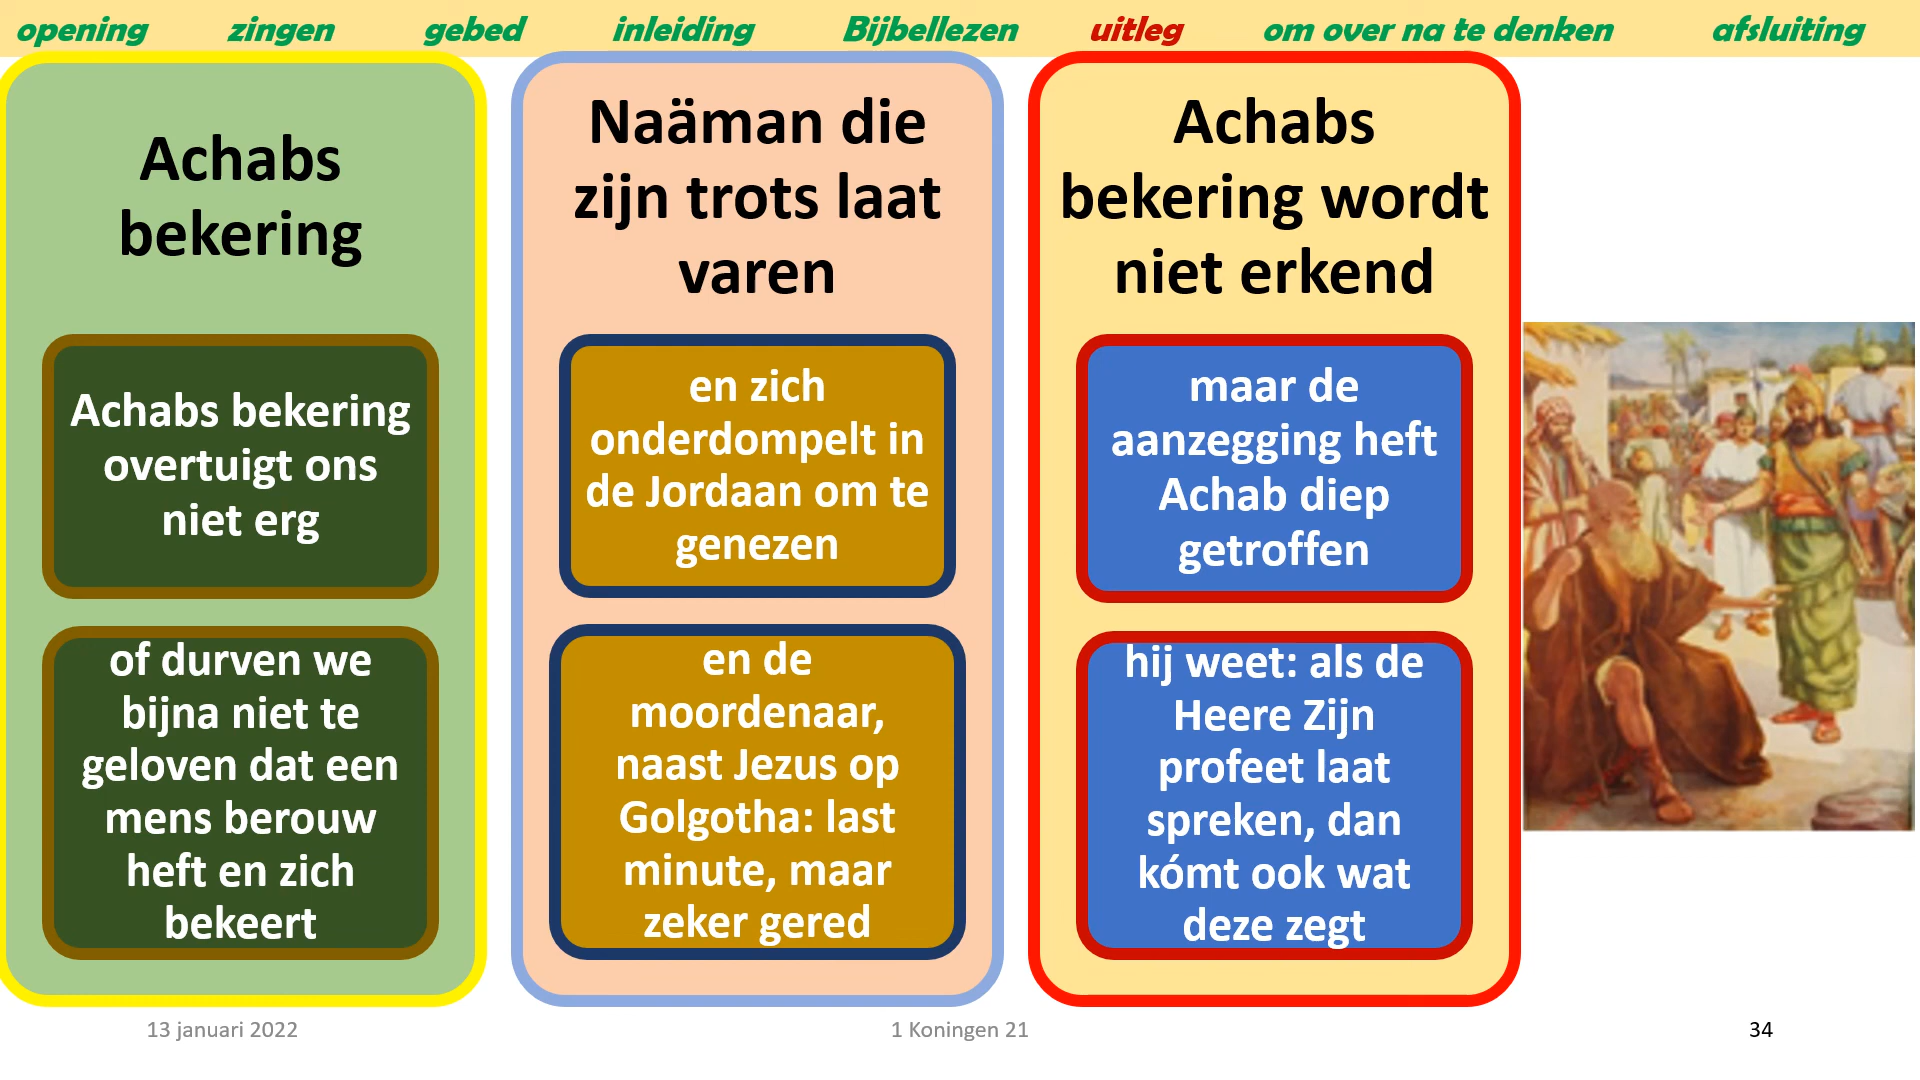 opening zingen gebed inleiding Bijbellezen uitleg om over na te denken afsluiting
Achabs
bekering
Achabs bekering
overtuigt ons
niet erg
of durven we
bijna niet te
geloven dat een
mens berouw
heft en zich
bekeert
Naäman die
zijn trots laat
varen
en zich
onderdompelt in
de Jordaan om te
genezen
en de
moordenaar,
naast Jezus op
Golgotha: last
minute, maar
zeker gered
Achabs
bekering wordt
niet erkend
maar de
aanzegging heft
Achab diep
getroffen
hij weet: als de
Heere Zijn
profeet laat
spreken, dan
kómt ook wat
deze zegt
13 januari 2022
1 Koningen 21
34